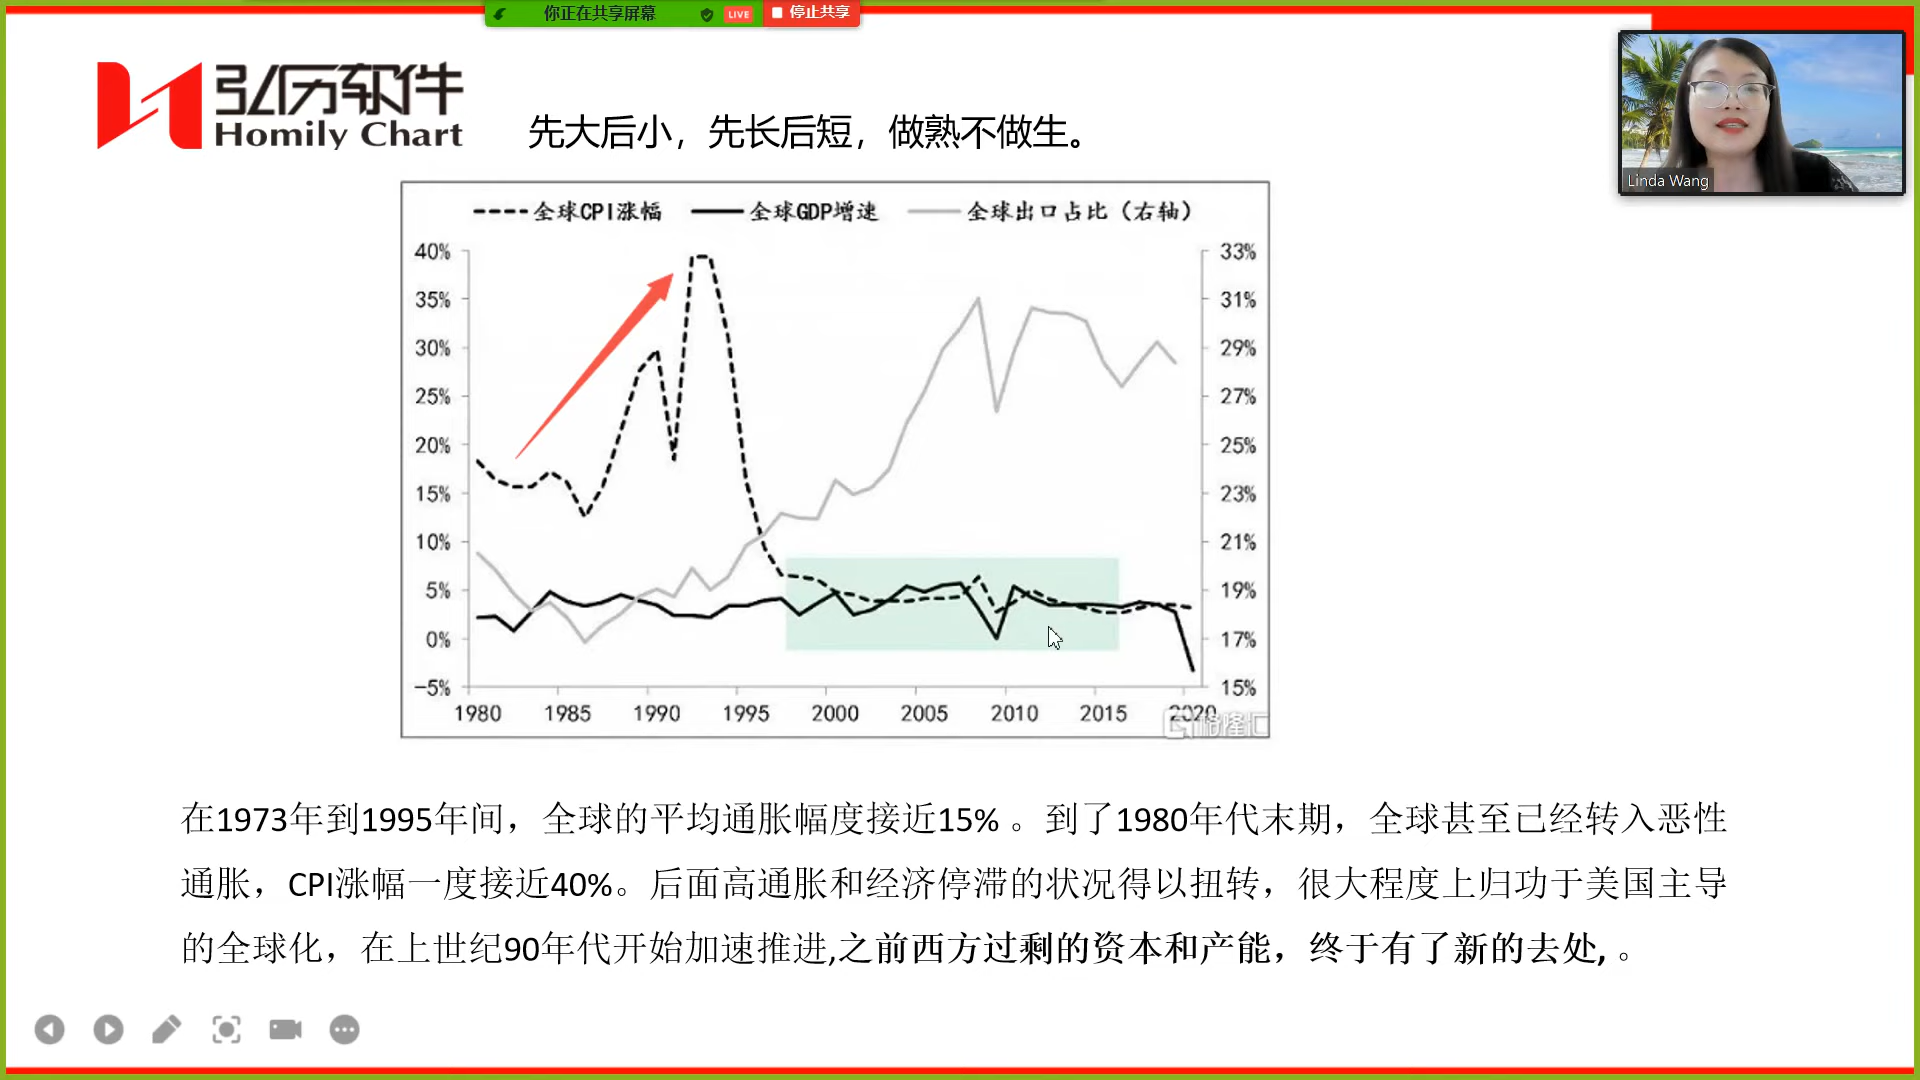 你正在共享屏幕
LIVE
停止共享
弘历软件
Homily Chart
先大后小，先长后短，做熟不做生。
Linda Wang
全球CPI涨幅 全球GDP增速 全球出口占比（右轴）
40% 33%
35% 31%
30% 29%
25% 27%
20% 25%
15% 23%
10% 21%
5% 19%
0% 17%
-5% 15%
1980 1985 1990 1995 2000 2005 2010 2015 2020
格隆汇
在1973年到1995年间，全球的平均通胀幅度接近15% 。到了1980年代末期，全球甚至已经转入恶性
通胀，CPI涨幅一度接近40%。后面高通胀和经济停滞的状况得以扭转，很大程度上归功于美国主导
的全球化，在上世纪90年代开始加速推进,之前西方过剩的资本和产能，终于有了新的去处, 。